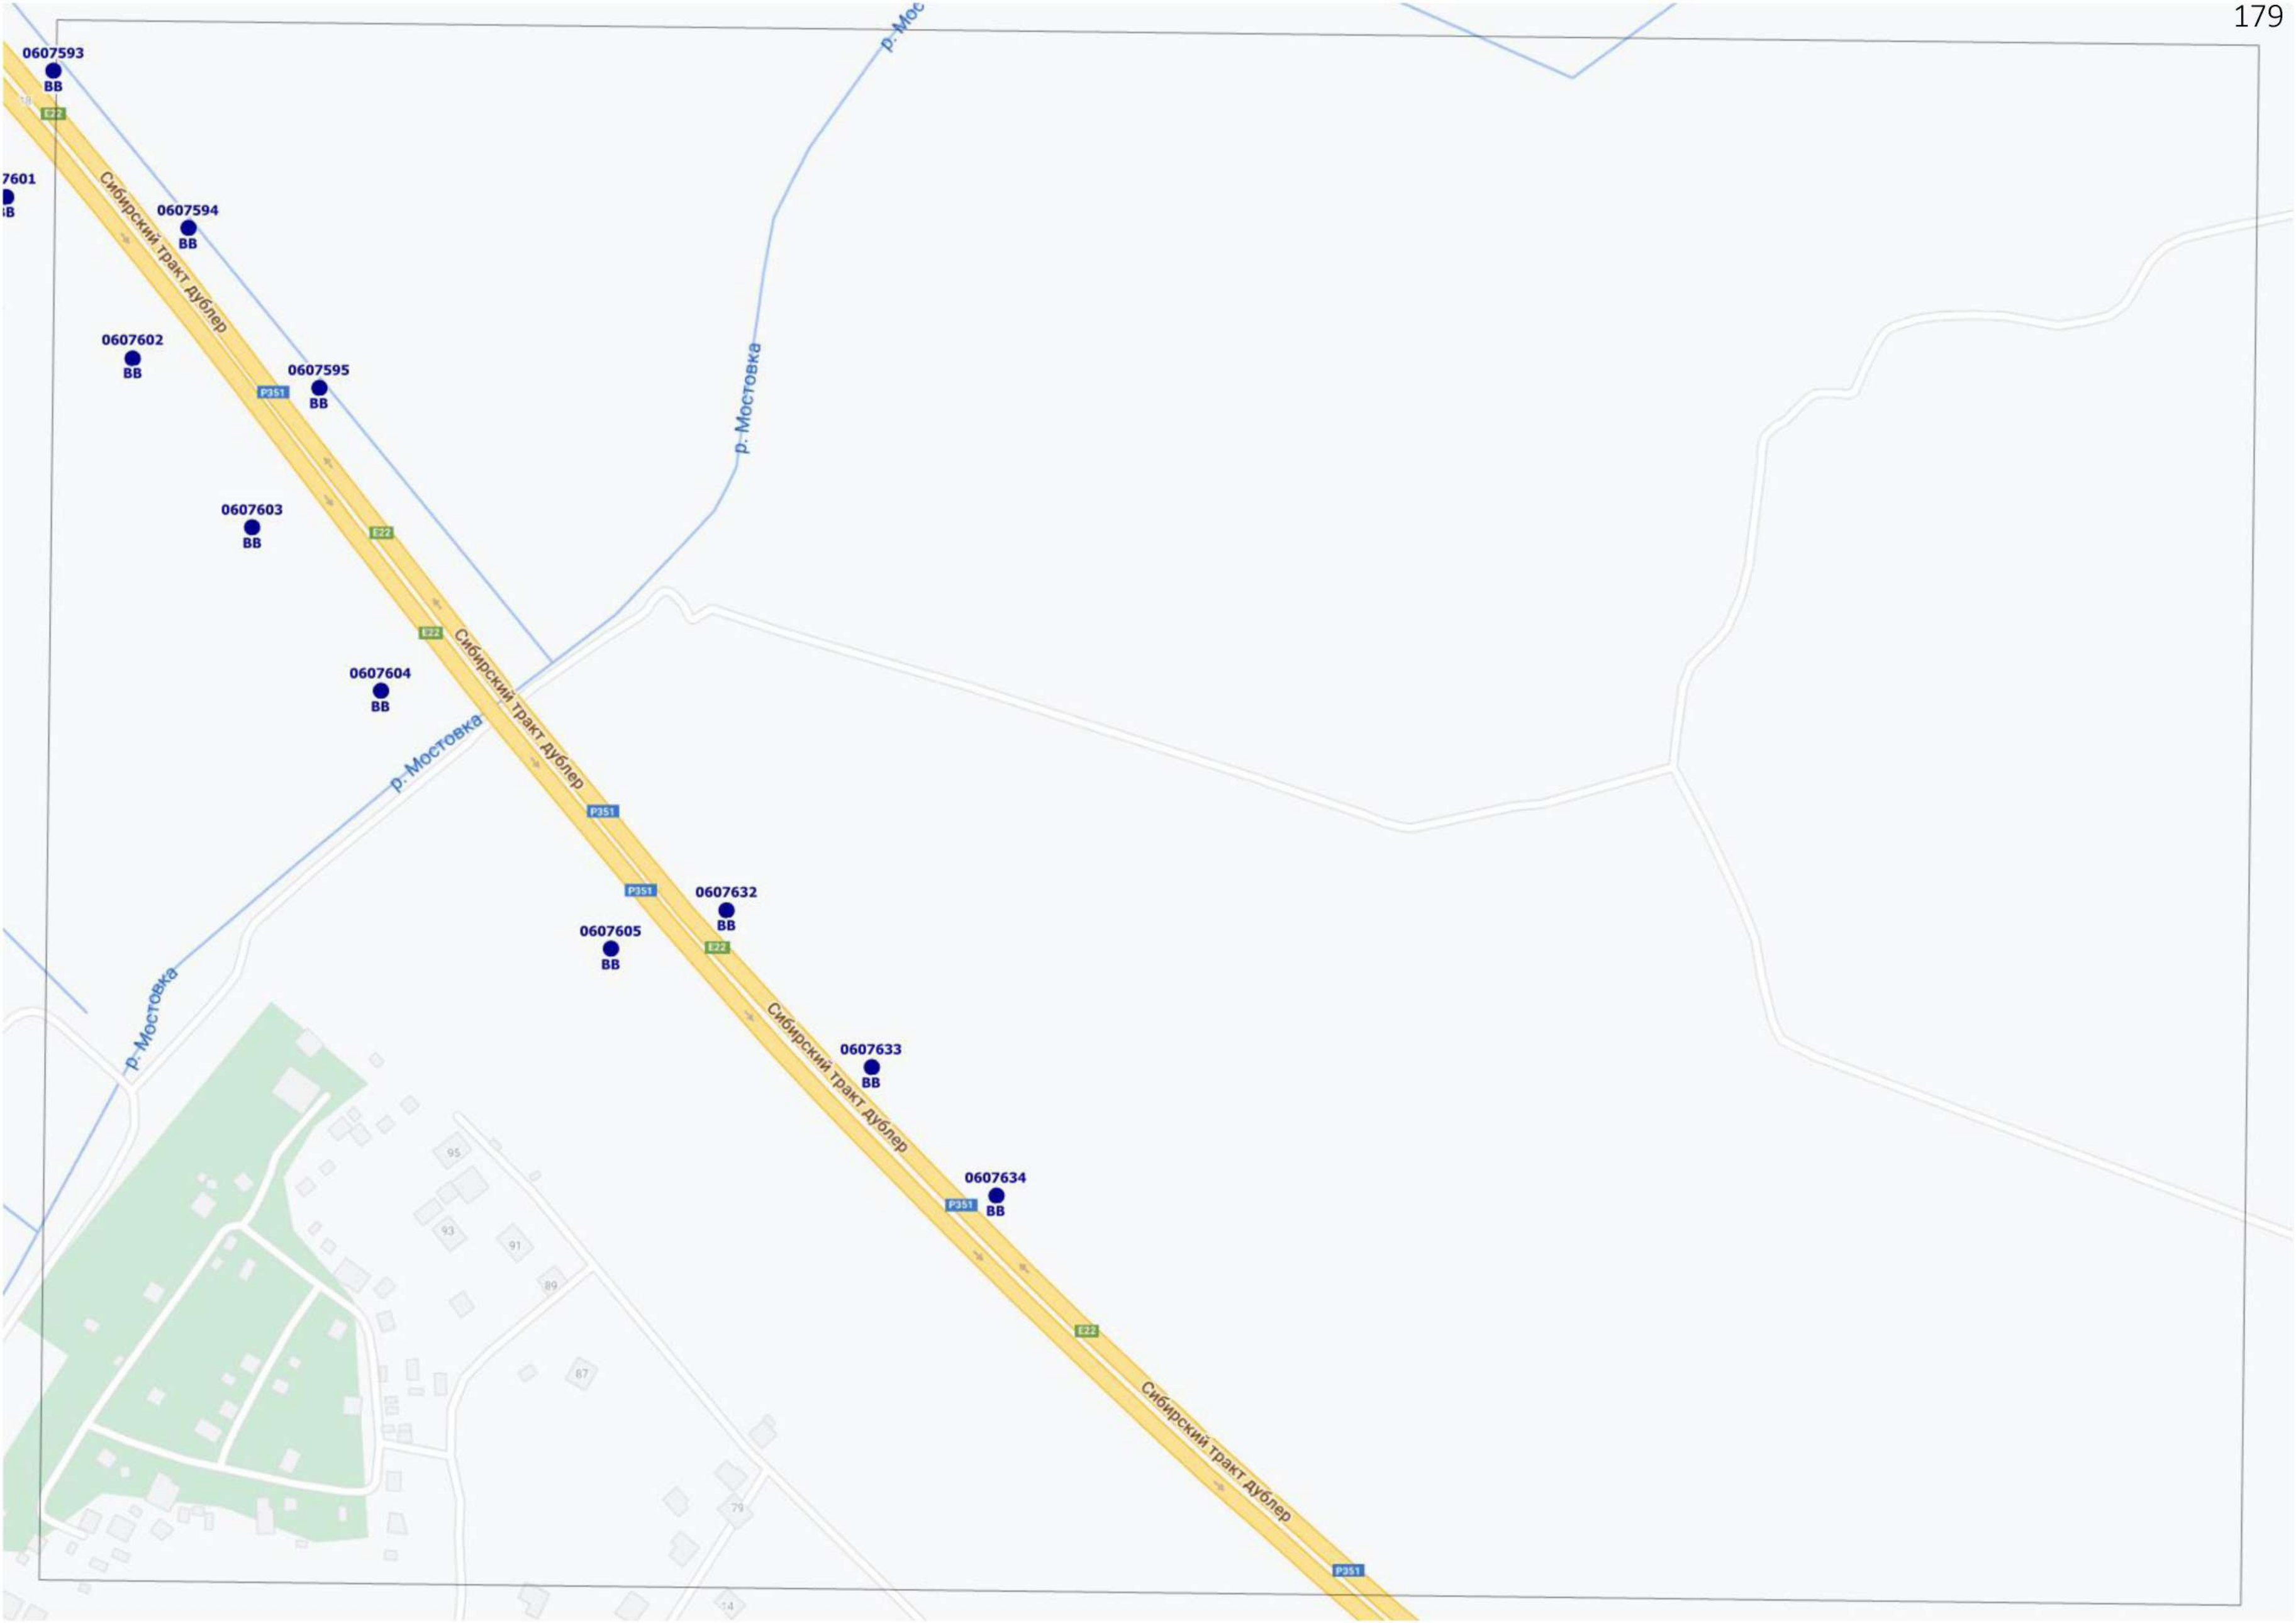 179
р. Мос
0607593
BB
18
E22
7601
BB
Сибирский тракт дублер
0607594
BB
0607602
BB
0607595
BB
P351
р. Мостовка
0607603
BB
E22
E22
Сибирский тракт дублер
0607604
BB
р. Мостовка
P351
P351
0607632
BB
0607605
BB
E22
р. Мостовка
Сибирский тракт дублер
0607633
BB
95
0607634
BB
P351
93
91
89
E22
87
Сибирский тракт дублер
79
P351
14